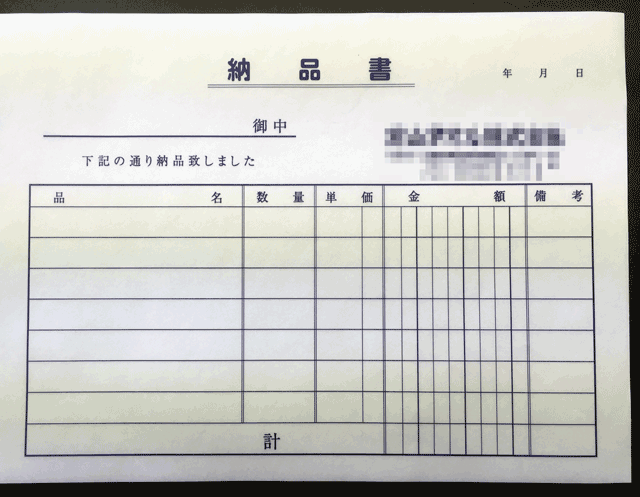 納品書
年 月 日
御中
下記の通り納品致しました
品名 数量 単価 金額 備考
計